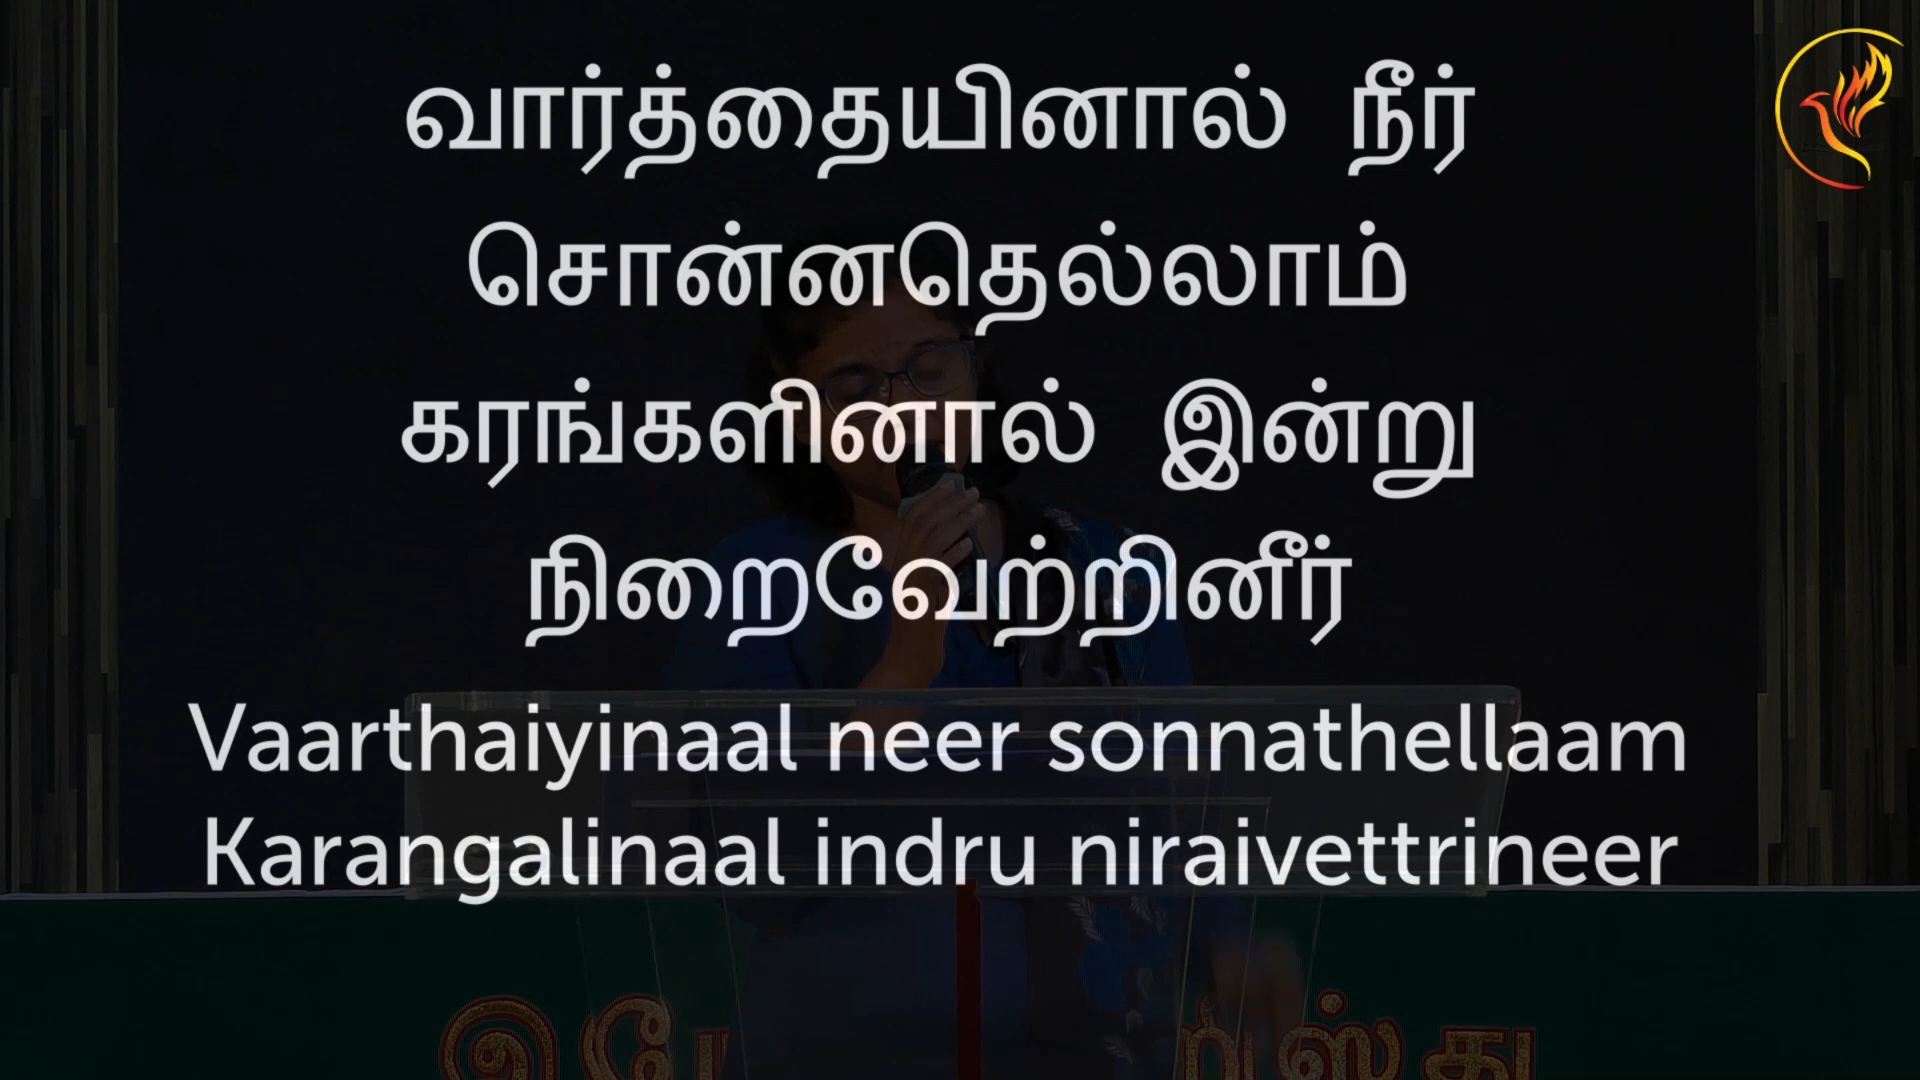 வார்த்தையினால் நீர்
சொன்னதெல்லாம்
கரங்களினால் இன்று
நிறைவேற்றினீர்
Vaarthaiyinaal neer sonnathellaam
Karangalinaal indru niraivettrineer